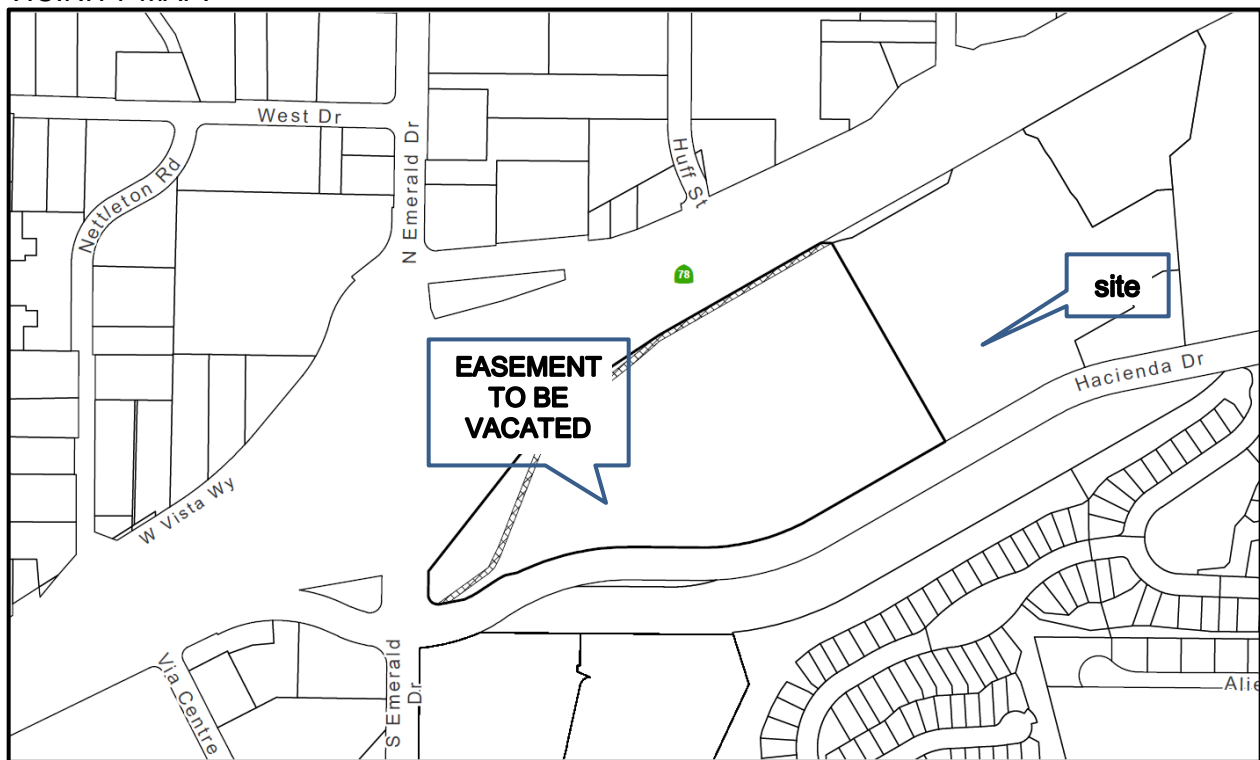 West Dr
N Emerald Dr
Huff St
Nettleton Rd
78
site
EASEMENT
TO BE
VACATED
Hacienda Dr
W Vista Wy
Via Centre
S Emerald
Dr